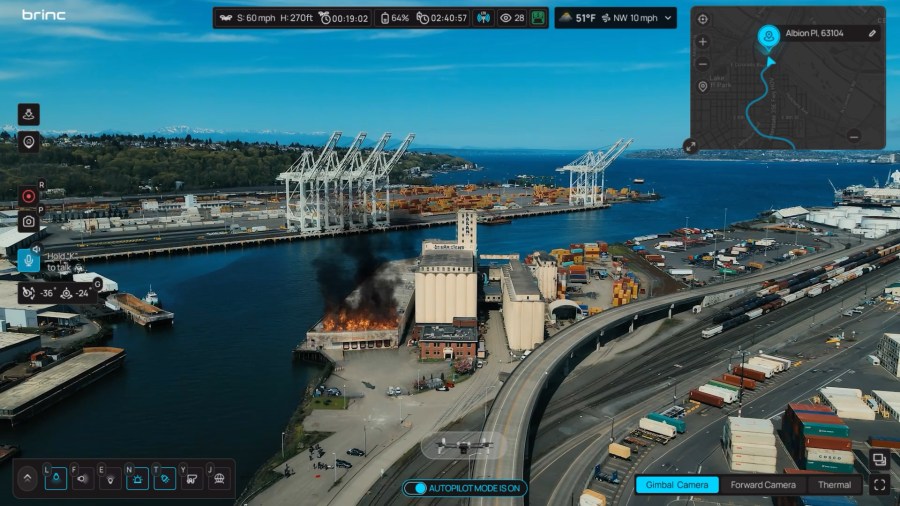 brinc
S: 60 mph H: 270ft 00:19:02 64% 02:40:57 28
51°F NW 10 mph
Albion Pl, 63104
R
P
Hold "K"
to talk
-36° -24° G
L F E N T Y J
AUTOPILOT MODE IS ON
Gimbal Camera Forward Camera Thermal